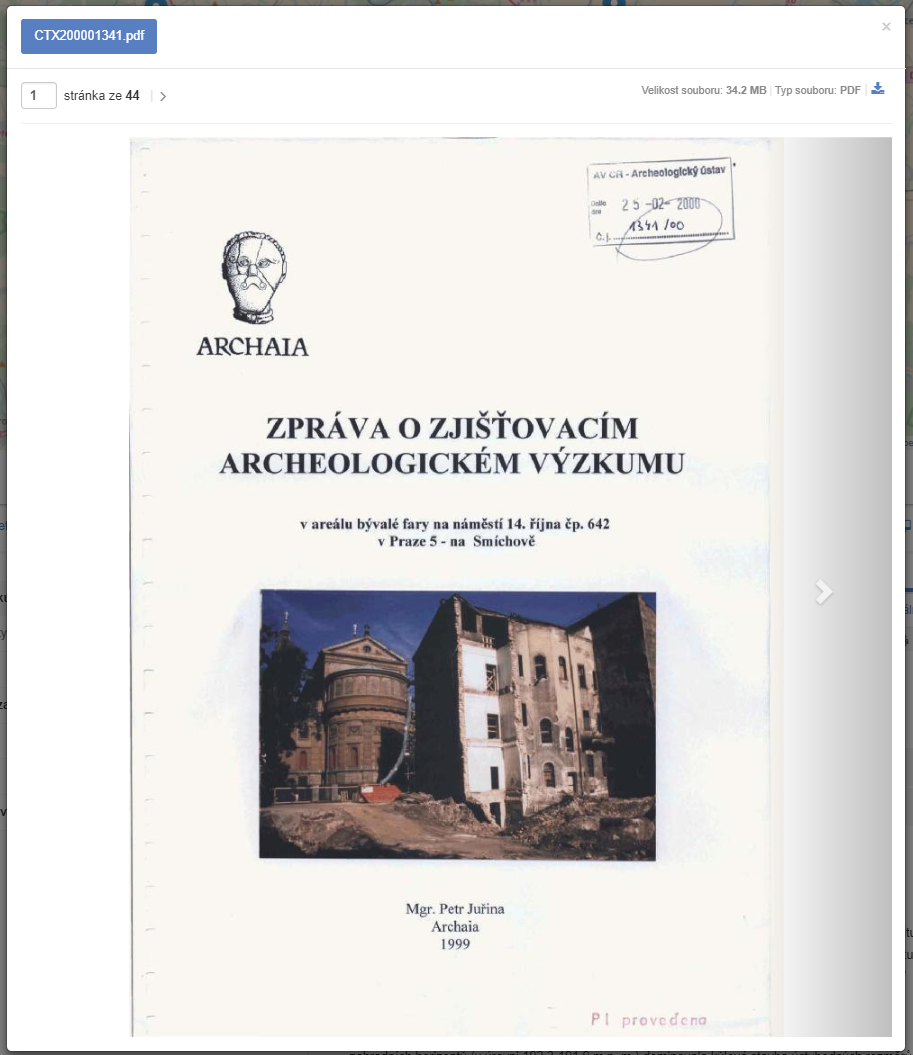 CTX200001341.pdf
×
1 stránka ze 44
Velikost souboru: 34.2 MB | Typ souboru: PDF
AV ČR - Archeologický ústav
Došlo
dne
25 -02- 2000
1341/00
Č.j.
ARCHAIA
ZPRÁVA O ZJIŠŤOVACÍM
ARCHEOLOGICKÉM VÝZKUMU
v areálu bývalé fary na náměstí 14. října čp. 642
v Praze 5 - na Smíchově
Mgr. Petr Juřina
Archaia
1999
PI provedena